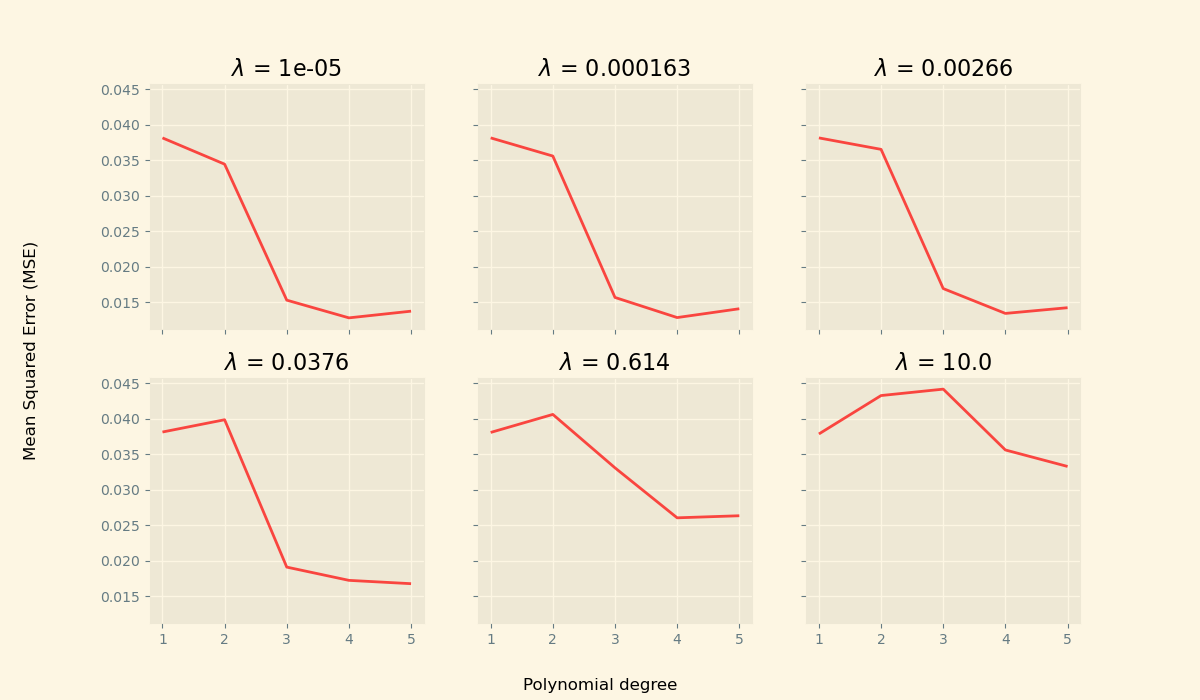 λ = 1e-05
λ = 0.000163
λ = 0.00266
0.045
0.040
0.035
0.030
0.025
0.020
0.015
Mean Squared Error (MSE)
λ = 0.0376
λ = 0.614
λ = 10.0
0.045
0.040
0.035
0.030
0.025
0.020
0.015
1 2 3 4 5
1 2 3 4 5
1 2 3 4 5
Polynomial degree